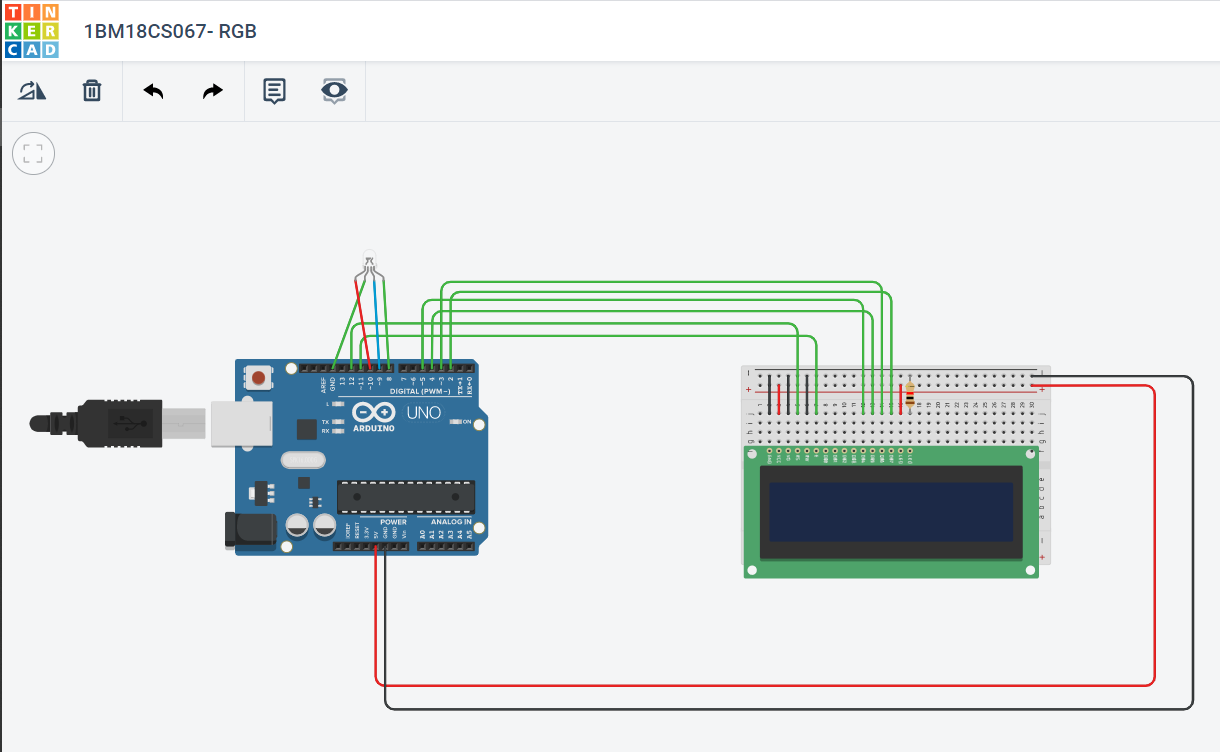 TIN
KER
CAD
1BM18CS067- RGB
AREF
GND
13
12
~11
~10
~9
8
7
~6
~5
4
~3
2
TX→1
RX←0
DIGITAL (PWM ~)
L
TX
RX
UNO
ARDUINO
ON
POWER
ANALOG IN
IOREF
RESET
3.3V
5V
GND
GND
Vin
A0
A1
A2
A3
A4
A5